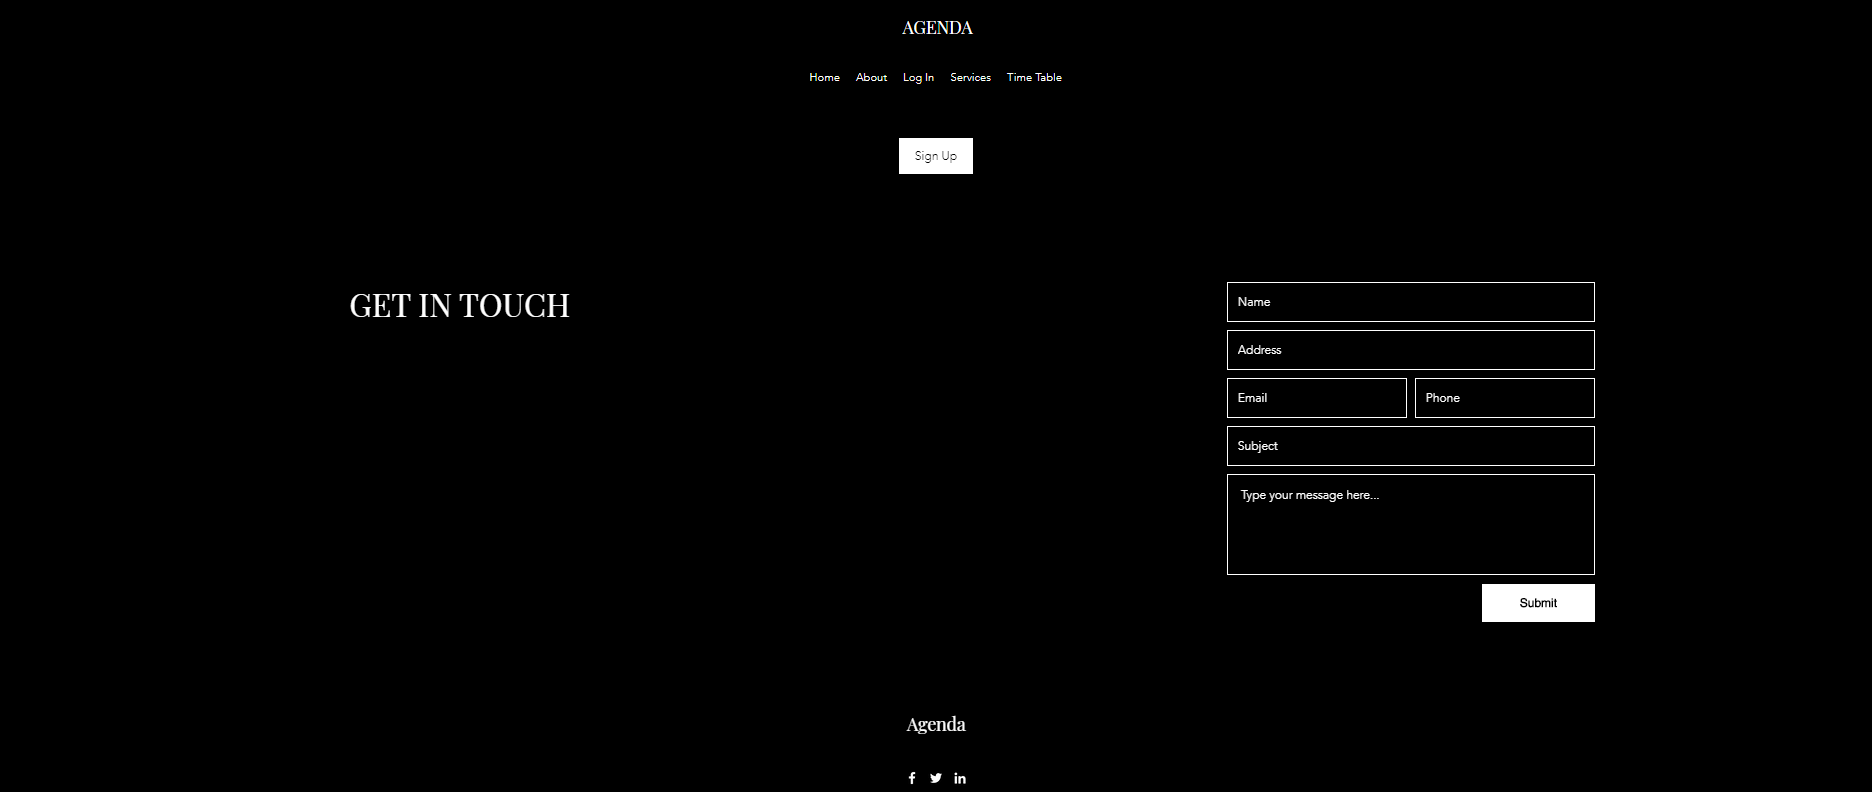 AGENDA
Home About Log In Services Time Table
Sign Up
GET IN TOUCH
Name
Address
Email Phone
Subject
Type your message here...
Submit
Agenda